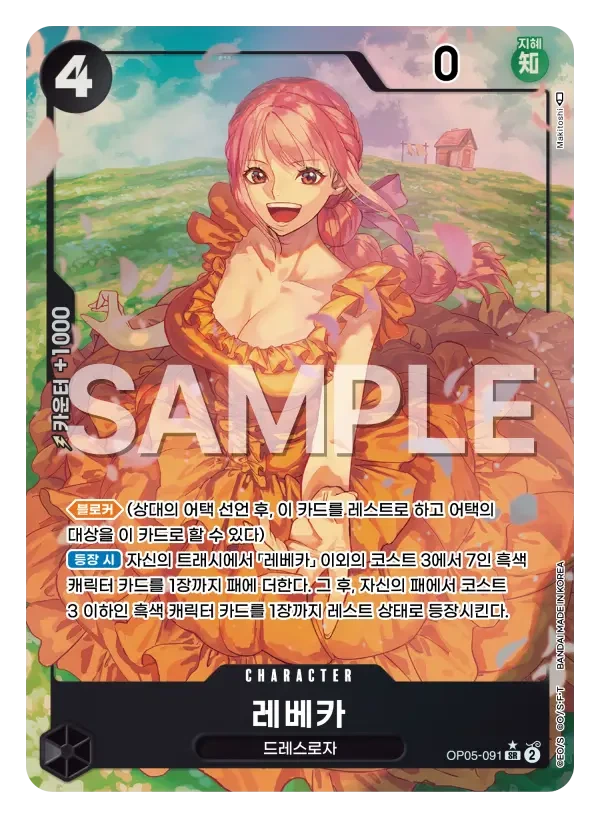 4
0
지혜
知
Makitoshi
카운터 +1000
SAMPLE
블로커 (상대의 어택 선언 후, 이 카드를 레스트로 하고 어택의
대상을 이 카드로 할 수 있다)
등장 시 자신의 트래시에서 「레베카」 이외의 코스트 3에서 7인 흑색
캐릭터 카드를 1장까지 패에 더한다. 그 후, 자신의 패에서 코스트
3 이하인 흑색 캐릭터 카드를 1장까지 레스트 상태로 등장시킨다.
©EO/S ©O/S·F·T BANDAI MADE IN KOREA
CHARACTER
레베카
드레스로자
OP05-091 SR 2